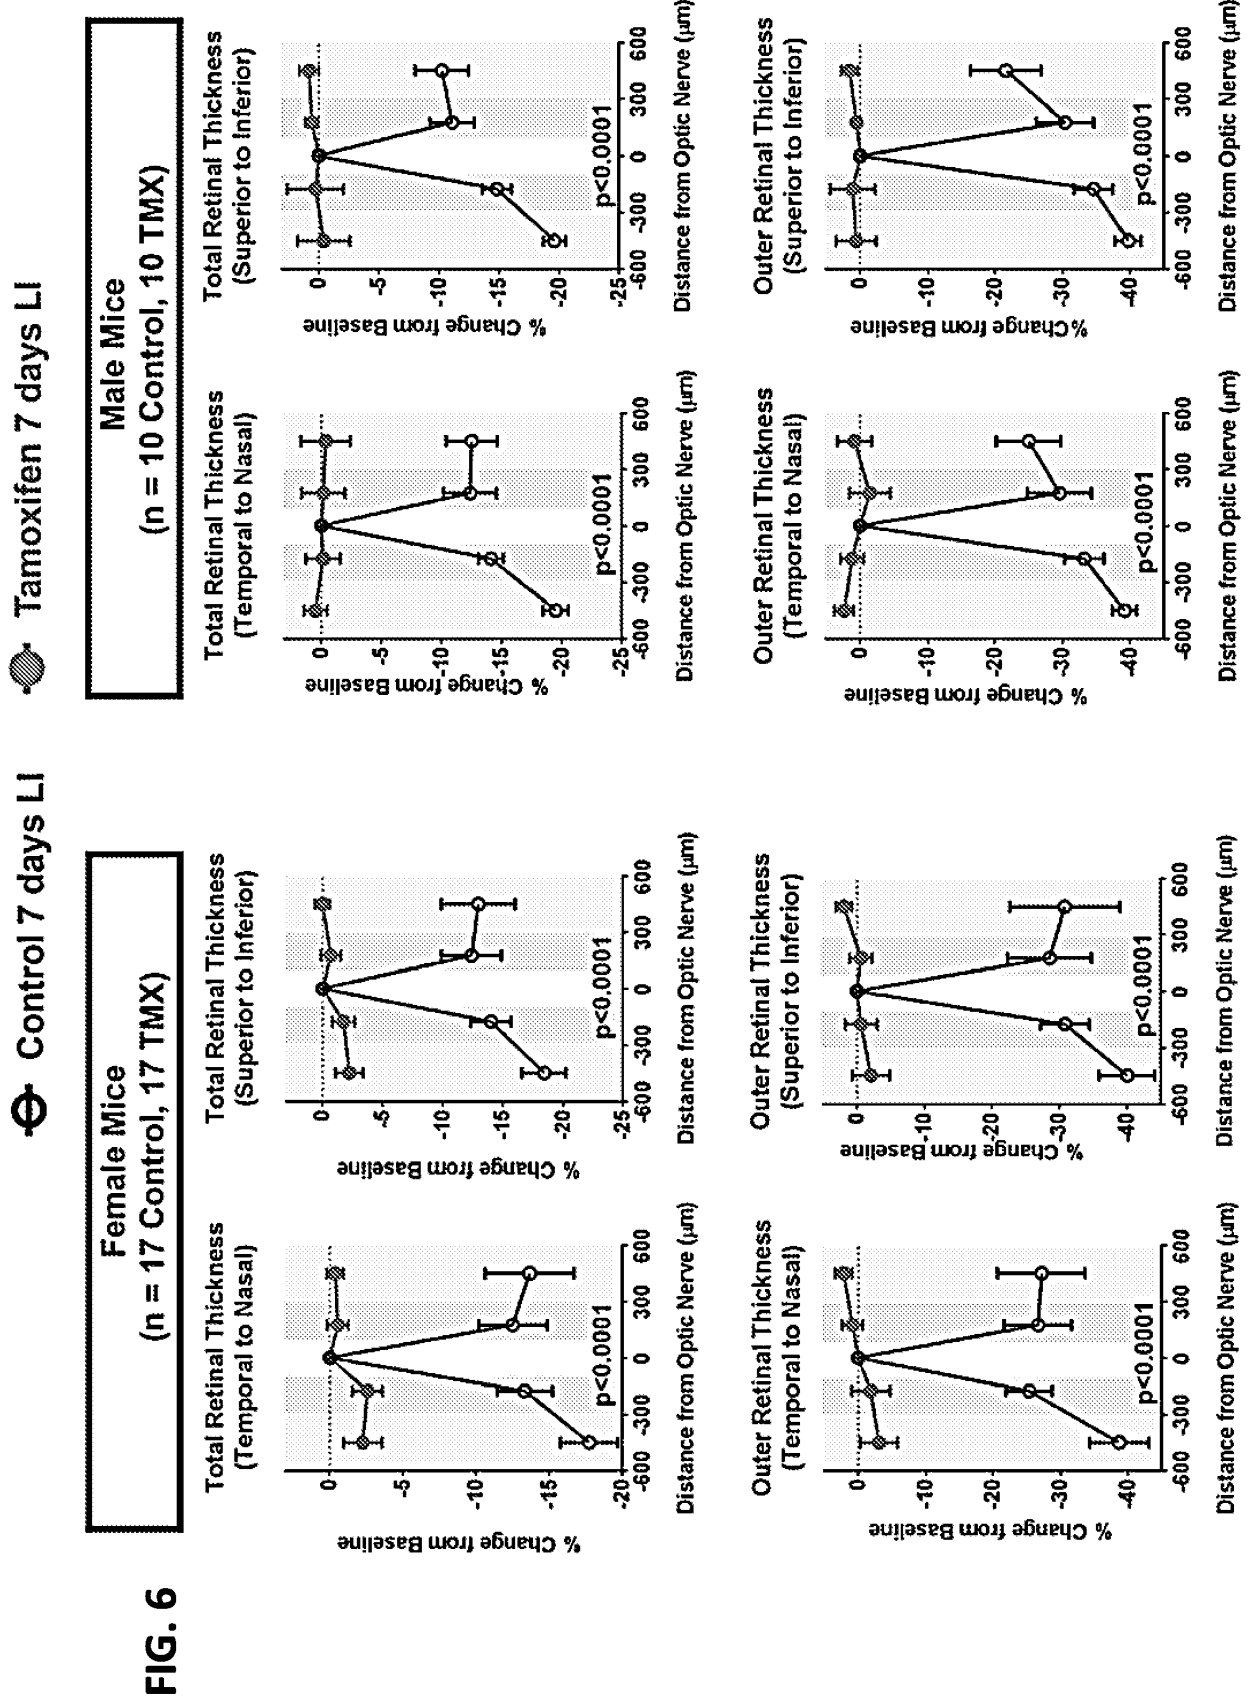 FIG. 6
Control 7 days LI
Tamoxifen 7 days LI
Female Mice
(n = 17 Control, 17 TMX)
Male Mice
(n = 10 Control, 10 TMX)
Total Retinal Thickness
(Temporal to Nasal)
% Change from Baseline
0
-5
-10
-15
-20
p<0.0001
-600 -300 0 300 600
Distance from Optic Nerve (µm)
Total Retinal Thickness
(Superior to Inferior)
% Change from Baseline
0
-5
-10
-15
-20
-25
p<0.0001
-600 -300 0 300 600
Distance from Optic Nerve (µm)
Total Retinal Thickness
(Temporal to Nasal)
% Change from Baseline
0
-5
-10
-15
-20
-25
p<0.0001
-600 -300 0 300 600
Distance from Optic Nerve (µm)
Total Retinal Thickness
(Superior to Inferior)
% Change from Baseline
0
-5
-10
-15
-20
-25
p<0.0001
-600 -300 0 300 600
Distance from Optic Nerve (µm)
Outer Retinal Thickness
(Temporal to Nasal)
% Change from Baseline
0
-10
-20
-30
-40
p<0.0001
-600 -300 0 300 600
Distance from Optic Nerve (µm)
Outer Retinal Thickness
(Superior to Inferior)
% Change from Baseline
0
-10
-20
-30
-40
p<0.0001
-600 -300 0 300 600
Distance from Optic Nerve (µm)
Outer Retinal Thickness
(Temporal to Nasal)
% Change from Baseline
0
-10
-20
-30
-40
p<0.0001
-600 -300 0 300 600
Distance from Optic Nerve (µm)
Outer Retinal Thickness
(Superior to Inferior)
%Change from Baseline
0
-10
-20
-30
-40
p<0.0001
-600 -300 0 300 600
Distance from Optic Nerve (µm)